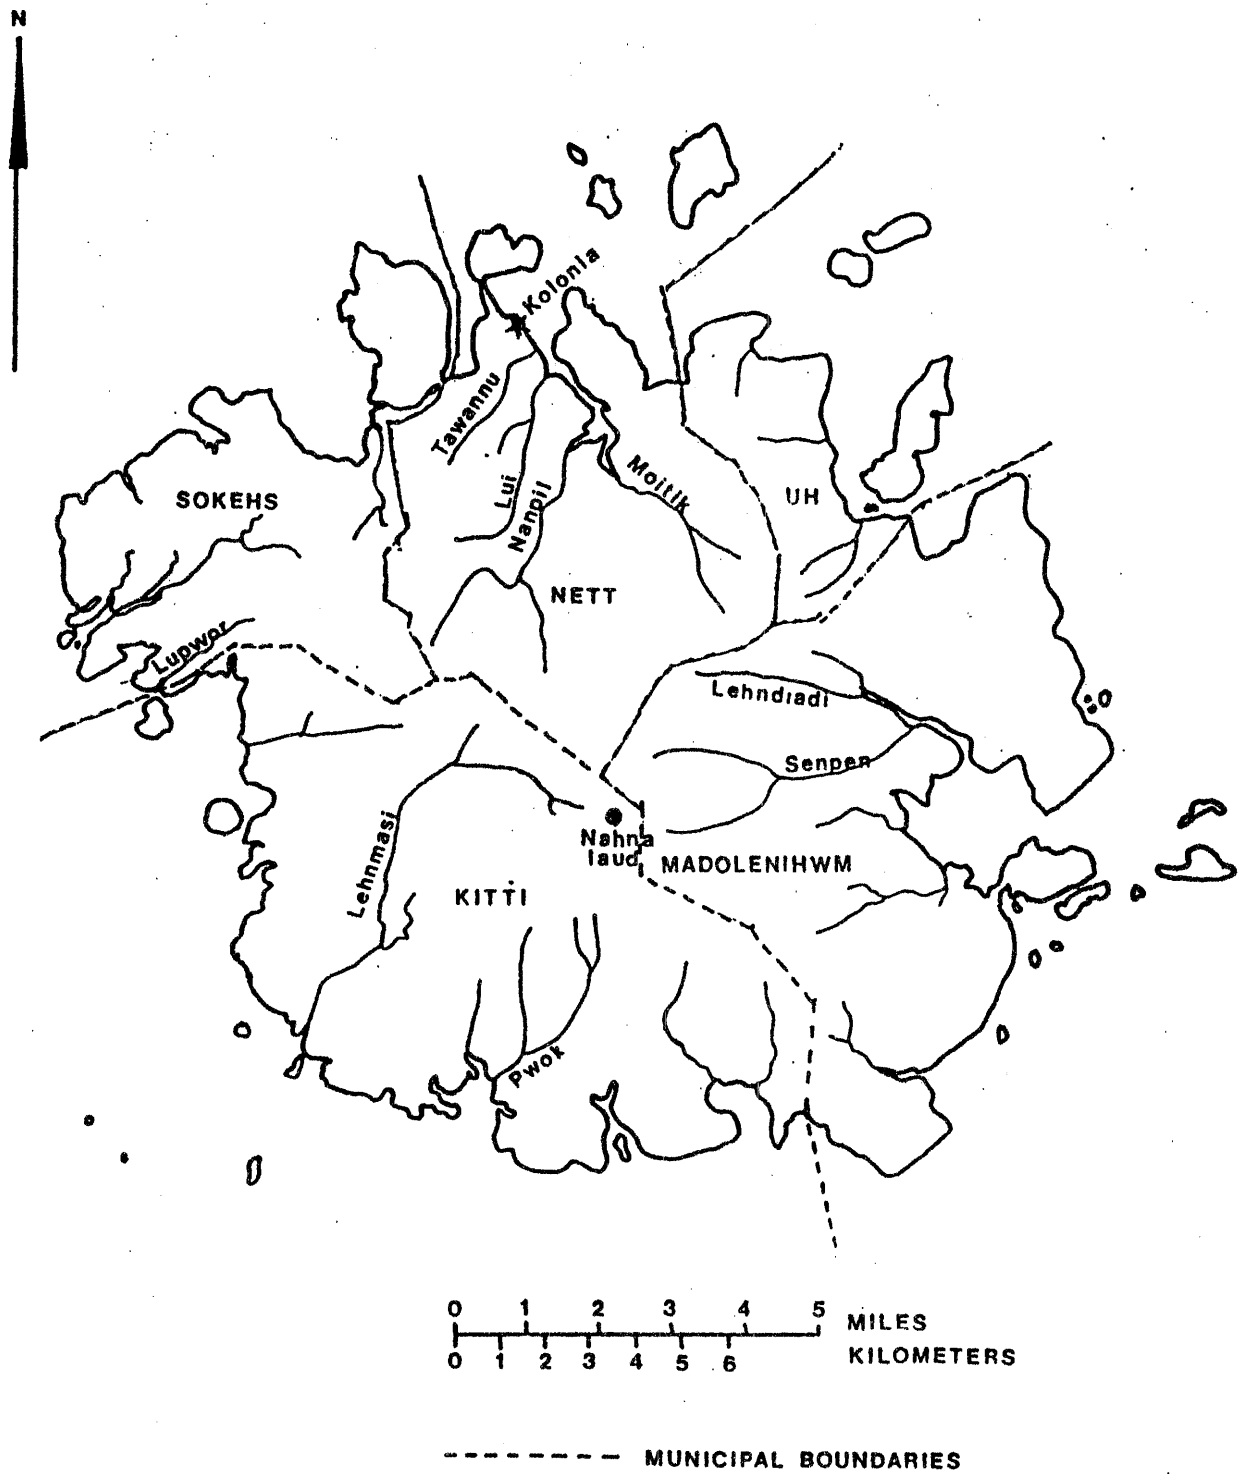 N
Kolonia
Tawannu
Lui
Nanpil
Moitik
SOKEHS
UH
NETT
Lupwor
Lehndiadi
Senpen
Nahna
laud
MADOLENIHWM
Lehnmasi
KITTI
Pwok
0 1 2 3 4 5 MILES
0 1 2 3 4 5 6 KILOMETERS
MUNICIPAL BOUNDARIES